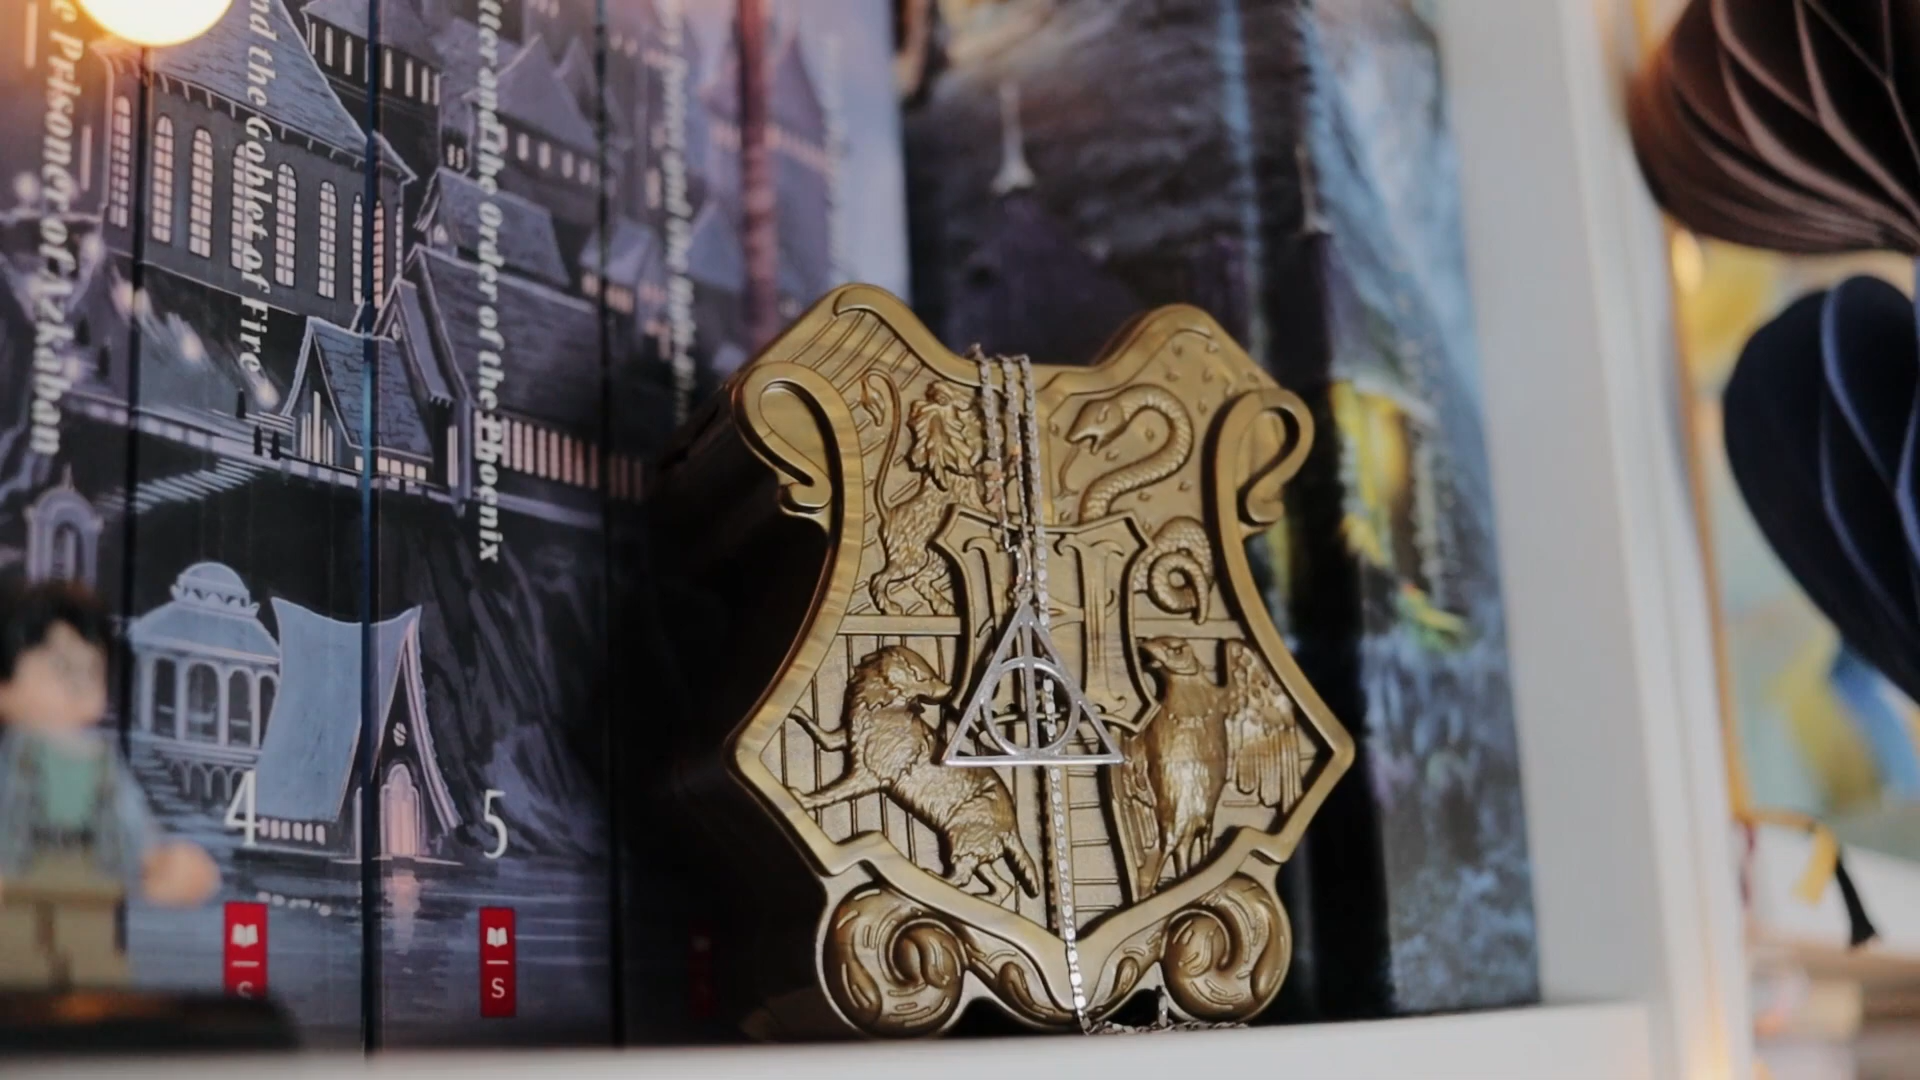 e Prisoner of Azkaban
nd the Goblet of Fire
4
S
tter and the Order of the Phoenix
5
S
H